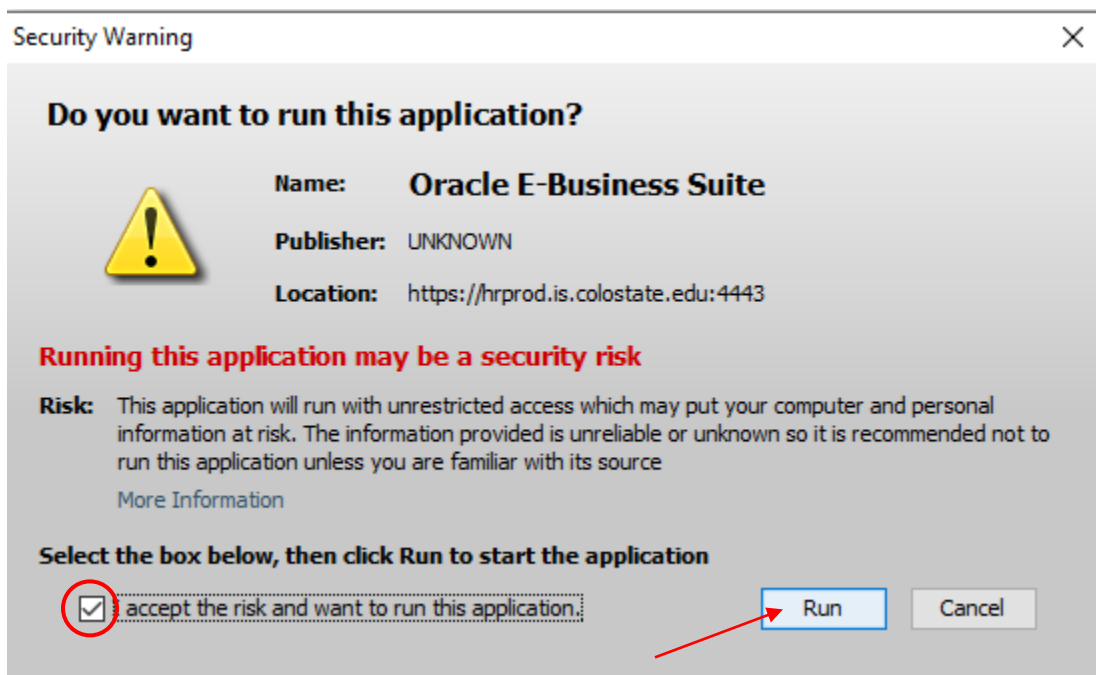 Security Warning
Do you want to run this application?
Name: Oracle E-Business Suite
Publisher: UNKNOWN
Location: https://hrprod.is.colostate.edu:4443
Running this application may be a security risk
Risk: This application will run with unrestricted access which may put your computer and personal
information at risk. The information provided is unreliable or unknown so it is recommended not to
run this application unless you are familiar with its source
More Information
Select the box below, then click Run to start the application
I accept the risk and want to run this application. Run Cancel